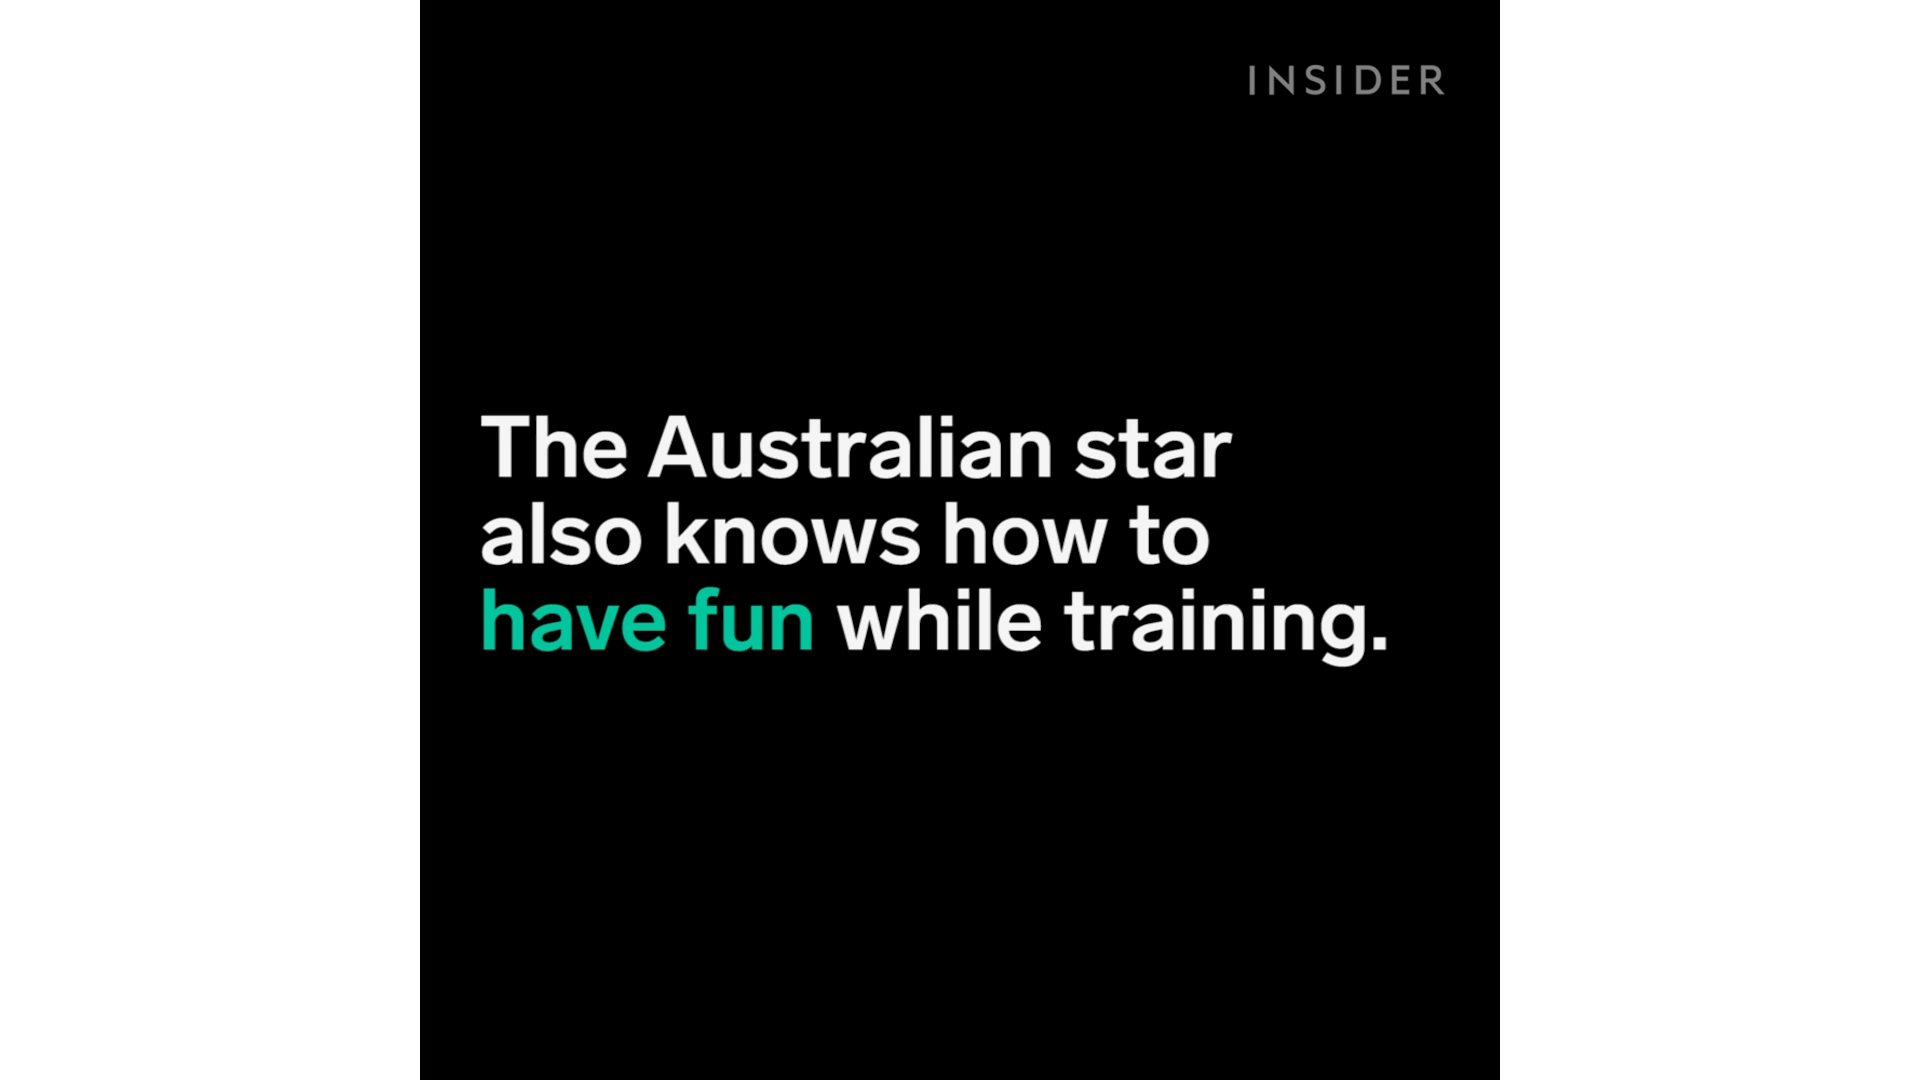 INSIDER
The Australian star
also knows how to
have fun while training.